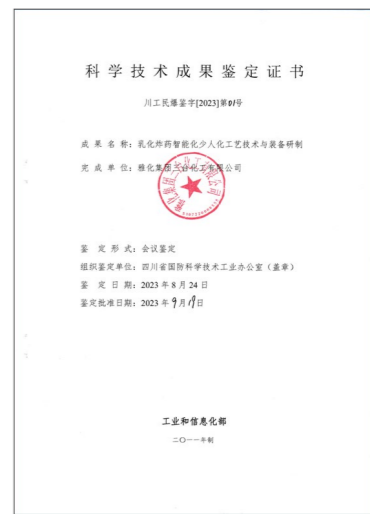 科学技术成果鉴定证书
川工民爆鉴字[2023]第01号
成果名称：乳化炸药智能化少人化工艺技术与装备研制
完成单位：雅化集团三台化工有限公司
鉴定形式：会议鉴定
组织鉴定单位：四川省国防科学技术工业办公室（盖章）
鉴定日期：2023年8月24日
鉴定批准日期：2023年9月19日
工业和信息化部
二〇一一年制